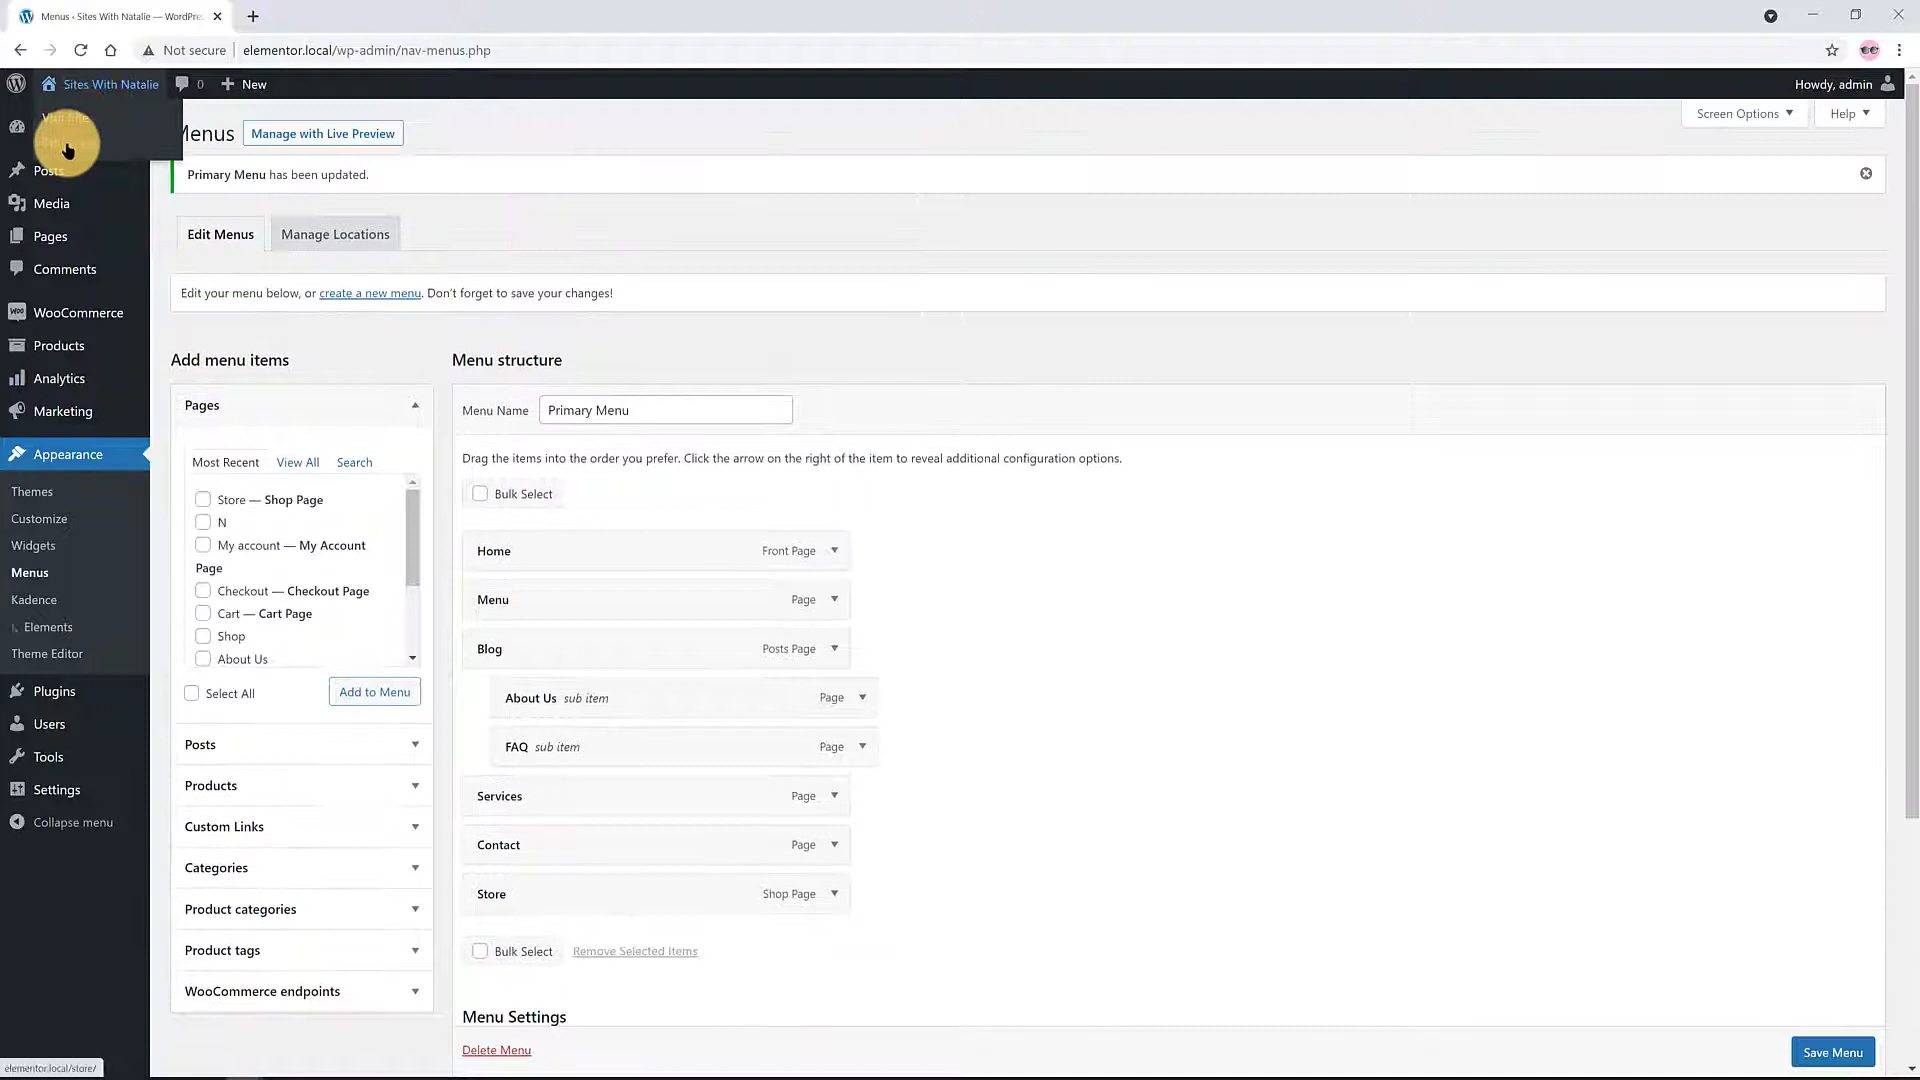 Menus ‹ Sites With Natalie — WordPre
Not secure
elementor.local/wp-admin/nav-menus.php
Sites With Natalie
0
New
Howdy, admin
Menus
Manage with Live Preview
Screen Options
Help
Primary Menu has been updated.
Edit Menus
Manage Locations
Edit your menu below, or create a new menu. Don't forget to save your changes!
Posts
Media
Pages
Comments
WooCommerce
Products
Analytics
Marketing
Appearance
Themes
Customize
Widgets
Menus
Kadence
Elements
Theme Editor
Plugins
Users
Tools
Settings
Collapse menu
Add menu items
Pages
Most Recent
View All
Search
Store — Shop Page
N
My account — My Account
Page
Checkout — Checkout Page
Cart — Cart Page
Shop
About Us
Select All
Add to Menu
Posts
Products
Custom Links
Categories
Product categories
Product tags
WooCommerce endpoints
Menu structure
Menu Name
Primary Menu
Drag the items into the order you prefer. Click the arrow on the right of the item to reveal additional configuration options.
Bulk Select
Home Front Page
Menu Page
Blog Posts Page
About Us sub item Page
FAQ sub item Page
Services Page
Contact Page
Store Shop Page
Bulk Select
Remove Selected Items
Menu Settings
Delete Menu
Save Menu
elementor.local/store/